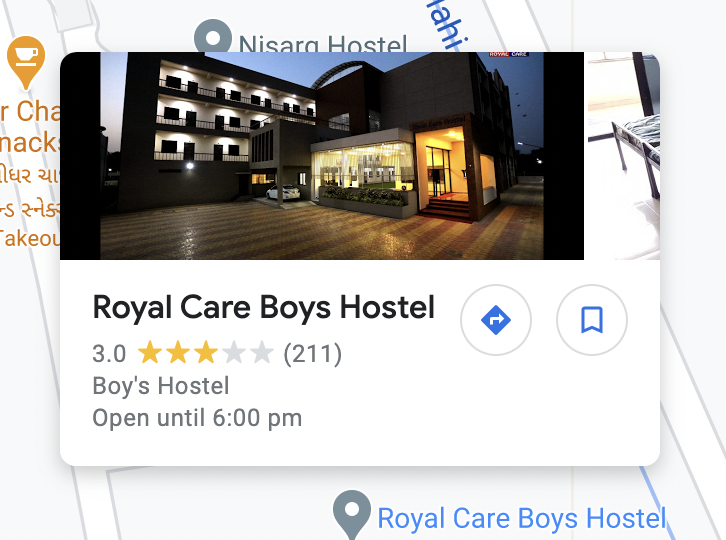 Nisarg Hostel
ahi
ROYAL CARE
r Cha
nacks
ીધર ચા
ન્ડ સ્નેક્સ
Takeou
Royal Care Boys Hostel
3.0 (211)
Boy's Hostel
Open until 6:00 pm
Royal Care Boys Hostel